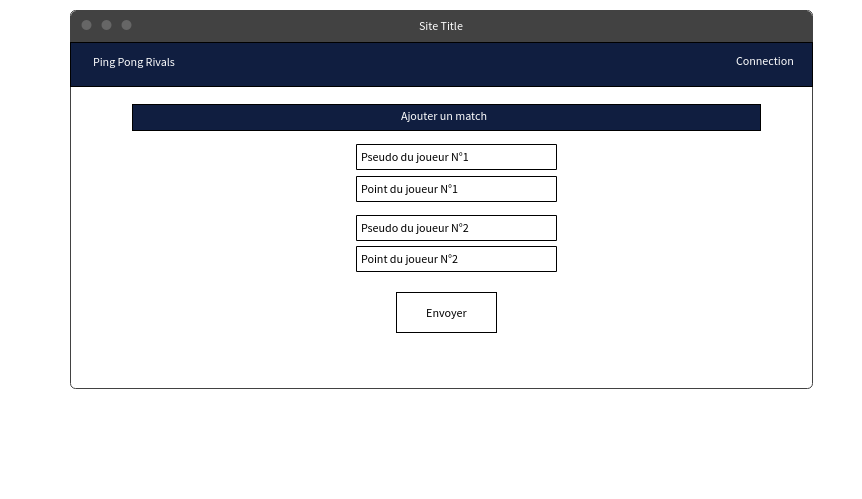 Site Title
Ping Pong Rivals
Connection
Ajouter un match
Pseudo du joueur N°1
Point du joueur N°1
Pseudo du joueur N°2
Point du joueur N°2
Envoyer